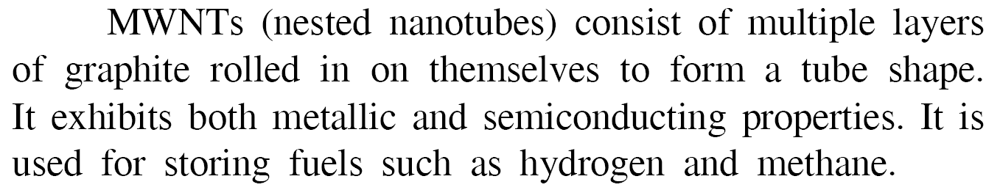 MWNTs (nested nanotubes) consist of multiple layers
of graphite rolled in on themselves to form a tube shape.
It exhibits both metallic and semiconducting properties. It is
used for storing fuels such as hydrogen and methane.